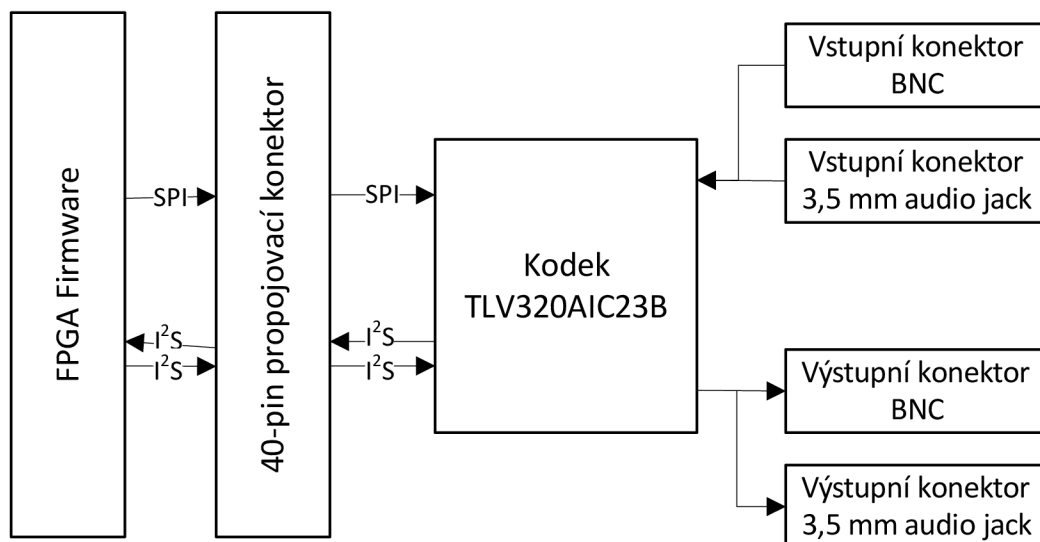 FPGA Firmware
SPI
I²S
I²S
40-pin propojovací konektor
SPI
I²S
I²S
Kodek
TLV320AIC23B
Vstupní konektor
BNC
Vstupní konektor
3,5 mm audio jack
Výstupní konektor
BNC
Výstupní konektor
3,5 mm audio jack